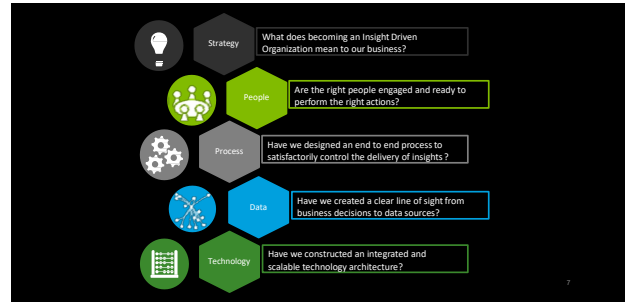 Strategy
What does becoming an Insight Driven
Organization mean to our business?
People
Are the right people engaged and ready to
perform the right actions?
Process
Have we designed an end to end process to
satisfactorily control the delivery of insights ?
Data
Have we created a clear line of sight from
business decisions to data sources?
Technology
Have we constructed an integrated and
scalable technology architecture?
7